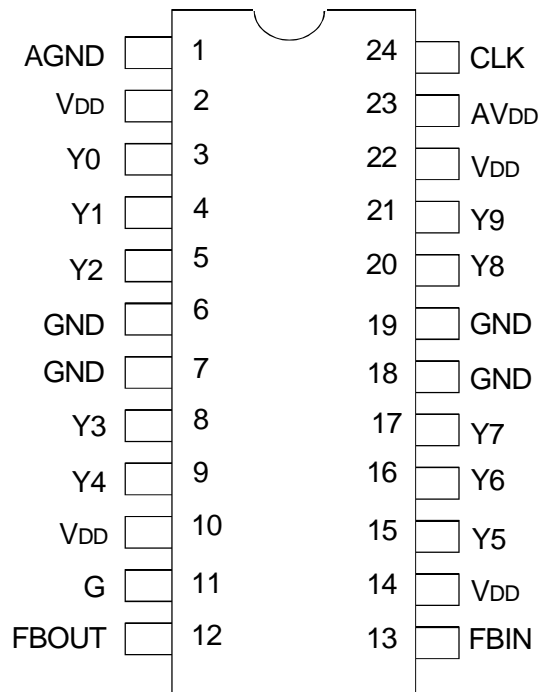 AGND 1 24 CLK
VDD 2 23 AVDD
Y0 3 22 VDD
Y1 4 21 Y9
Y2 5 20 Y8
GND 6 19 GND
GND 7 18 GND
Y3 8 17 Y7
Y4 9 16 Y6
VDD 10 15 Y5
G 11 14 VDD
FBOUT 12 13 FBIN